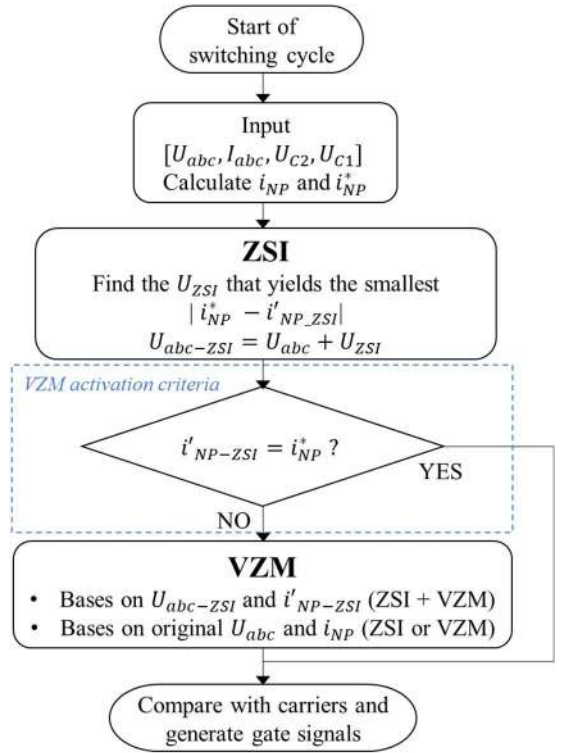 Start of
switching cycle
Input
[U_abc, I_abc, U_C2, U_C1]
Calculate i_NP and i*_NP
ZSI
Find the U_ZSI that yields the smallest
| i*_NP − i′_NP_ZSI|
U_abc−ZSI = U_abc + U_ZSI
VZM activation criteria
i′_NP−ZSI = i*_NP ?
YES
NO
VZM
• Bases on U_abc−ZSI and i′_NP−ZSI (ZSI + VZM)
• Bases on original U_abc and i_NP (ZSI or VZM)
Compare with carriers and
generate gate signals